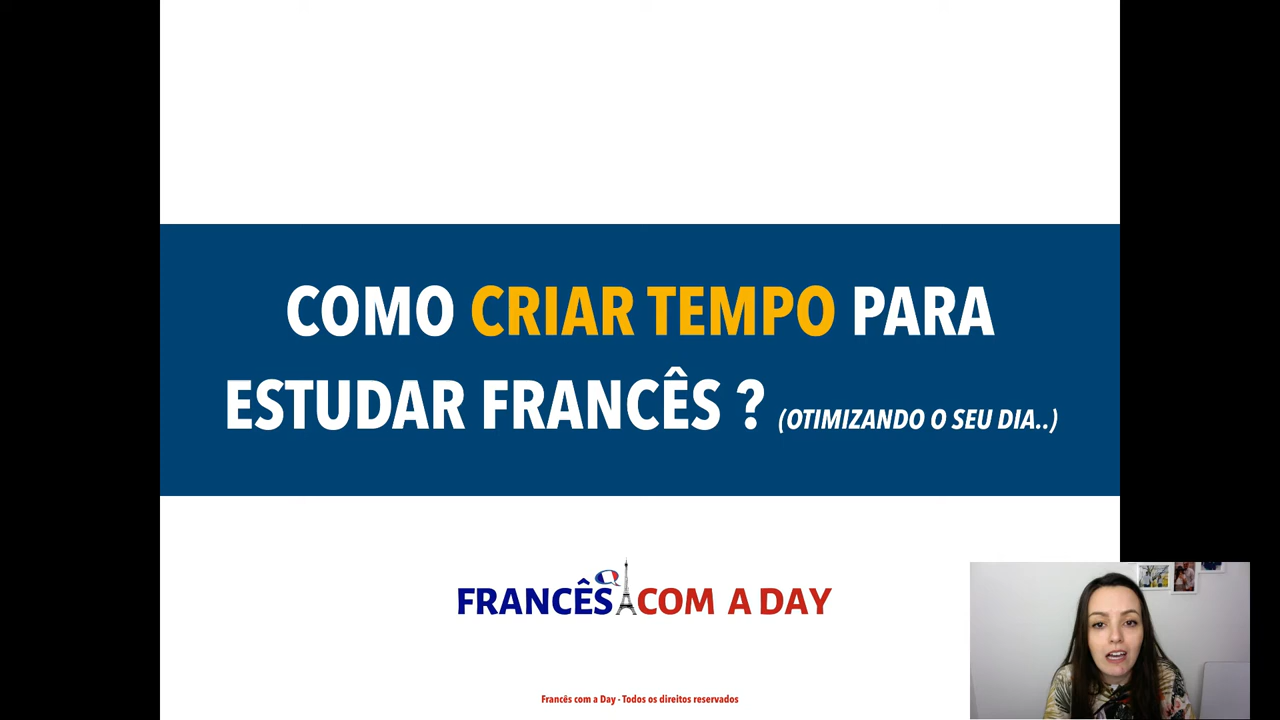 COMO CRIAR TEMPO PARA
ESTUDAR FRANCÊS ? (OTIMIZANDO O SEU DIA..)
FRANCÊS COM A DAY
Francês com a Day - Todos os direitos reservados